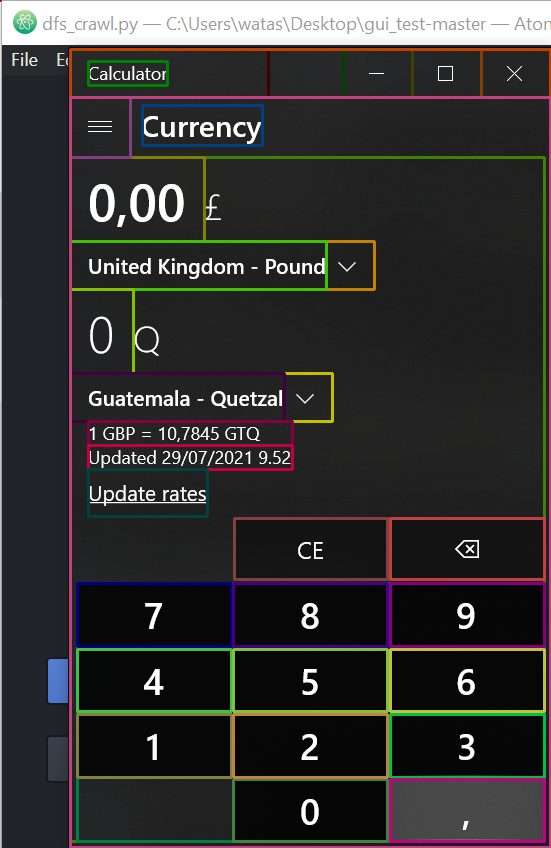 dfs_crawl.py — C:\Users\watas\Desktop\gui_test-master — Atom
File
Calculator
Currency
0,00 £
United Kingdom - Pound
0 Q
Guatemala - Quetzal
1 GBP = 10,7845 GTQ
Updated 29/07/2021 9.52
Update rates
CE
7 8 9
4 5 6
1 2 3
0 ,